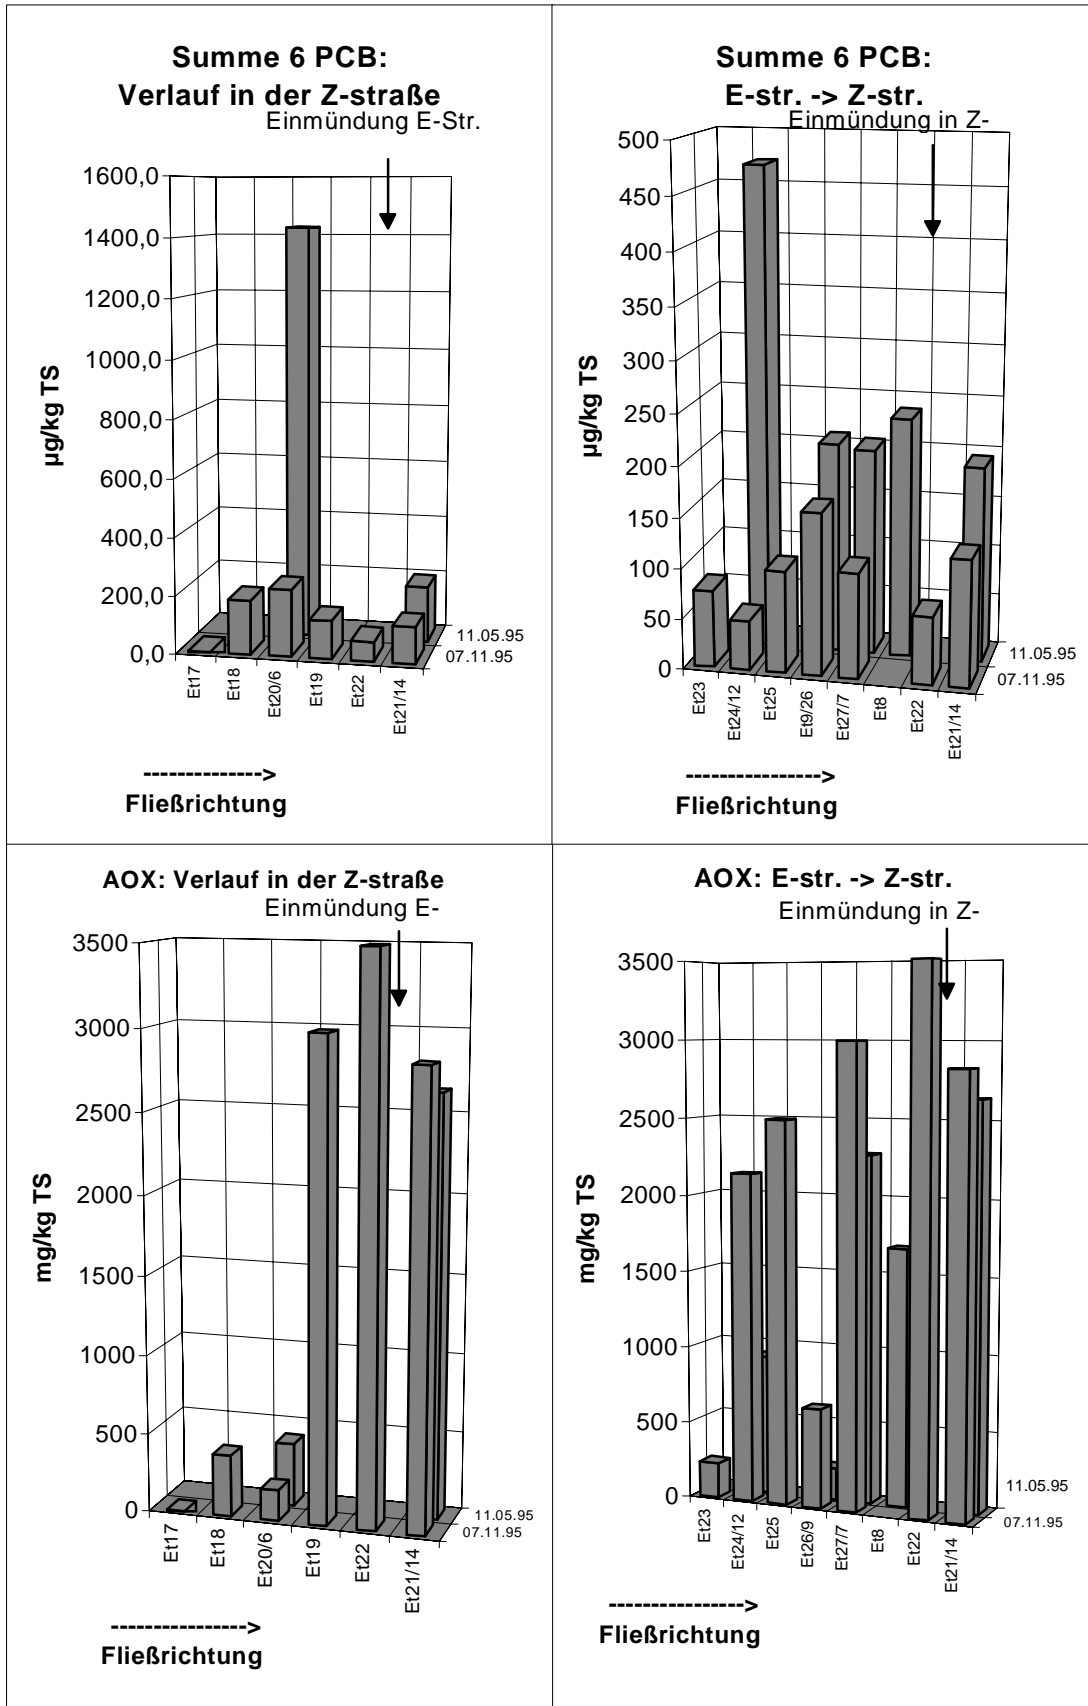 Summe 6 PCB:
Verlauf in der Z-straße
Einmündung E-Str.
1600,0
1400,0
1200,0
1000,0
800,0
600,0
400,0
200,0
0,0
µg/kg TS
Et17
Et18
Et20/6
Et19
Et22
Et21/14
11.05.95
07.11.95
-------------->
Fließrichtung
Summe 6 PCB:
E-str. -> Z-str.
Einmündung in Z-
500
450
400
350
300
250
200
150
100
50
0
µg/kg TS
Et23
Et24/12
Et25
Et9/26
Et27/7
Et8
Et22
Et21/14
11.05.95
07.11.95
---------------->
Fließrichtung
AOX: Verlauf in der Z-straße
Einmündung E-
3500
3000
2500
2000
1500
1000
500
0
mg/kg TS
Et17
Et18
Et20/6
Et19
Et22
Et21/14
11.05.95
07.11.95
---------------->
Fließrichtung
AOX: E-str. -> Z-str.
Einmündung in Z-
3500
3000
2500
2000
1500
1000
500
0
mg/kg TS
Et23
Et24/12
Et25
Et26/9
Et27/7
Et8
Et22
Et21/14
11.05.95
07.11.95
---------------->
Fließrichtung